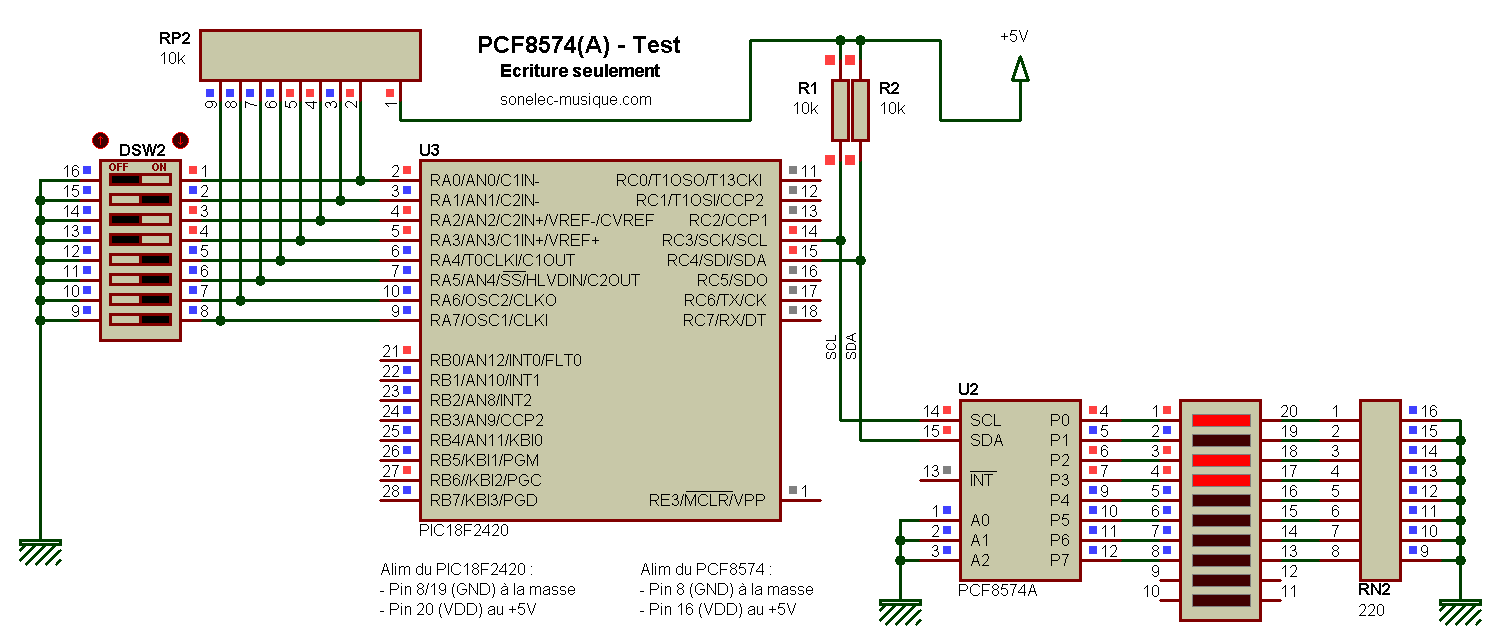 RP2
10k
PCF8574(A) - Test
Ecriture seulement
sonelec-musique.com
+5V
R1
10k
R2
10k
9 8 7 6 5 4 3 2 1
DSW2
OFF ON
16 1
15 2
14 3
13 4
12 5
11 6
10 7
9 8
U3
2 RA0/AN0/C1IN- RC0/T1OSO/T13CKI 11
3 RA1/AN1/C2IN- RC1/T1OSI/CCP2 12
4 RA2/AN2/C2IN+/VREF-/CVREF RC2/CCP1 13
5 RA3/AN3/C1IN+/VREF+ RC3/SCK/SCL 14
6 RA4/T0CLKI/C1OUT RC4/SDI/SDA 15
7 RA5/AN4/SS/HLVDIN/C2OUT RC5/SDO 16
10 RA6/OSC2/CLKO RC6/TX/CK 17
9 RA7/OSC1/CLKI RC7/RX/DT 18
21 RB0/AN12/INT0/FLT0
22 RB1/AN10/INT1
23 RB2/AN8/INT2
24 RB3/AN9/CCP2
25 RB4/AN11/KBI0
26 RB5/KBI1/PGM
27 RB6//KBI2/PGC
28 RB7/KBI3/PGD RE3/MCLR/VPP 1
PIC18F2420
SCL
SDA
U2
14 SCL P0 4
15 SDA P1 5
P2 6
13 INT P3 7
P4 9
1 A0 P5 10
2 A1 P6 11
3 A2 P7 12
PCF8574A
1 20
2 19
3 18
4 17
5 16
6 15
7 14
8 13
9 12
10 11
1 16
2 15
3 14
4 13
5 12
6 11
7 10
8 9
RN2
220
Alim du PIC18F2420 :
- Pin 8/19 (GND) à la masse
- Pin 20 (VDD) au +5V
Alim du PCF8574 :
- Pin 8 (GND) à la masse
- Pin 16 (VDD) au +5V